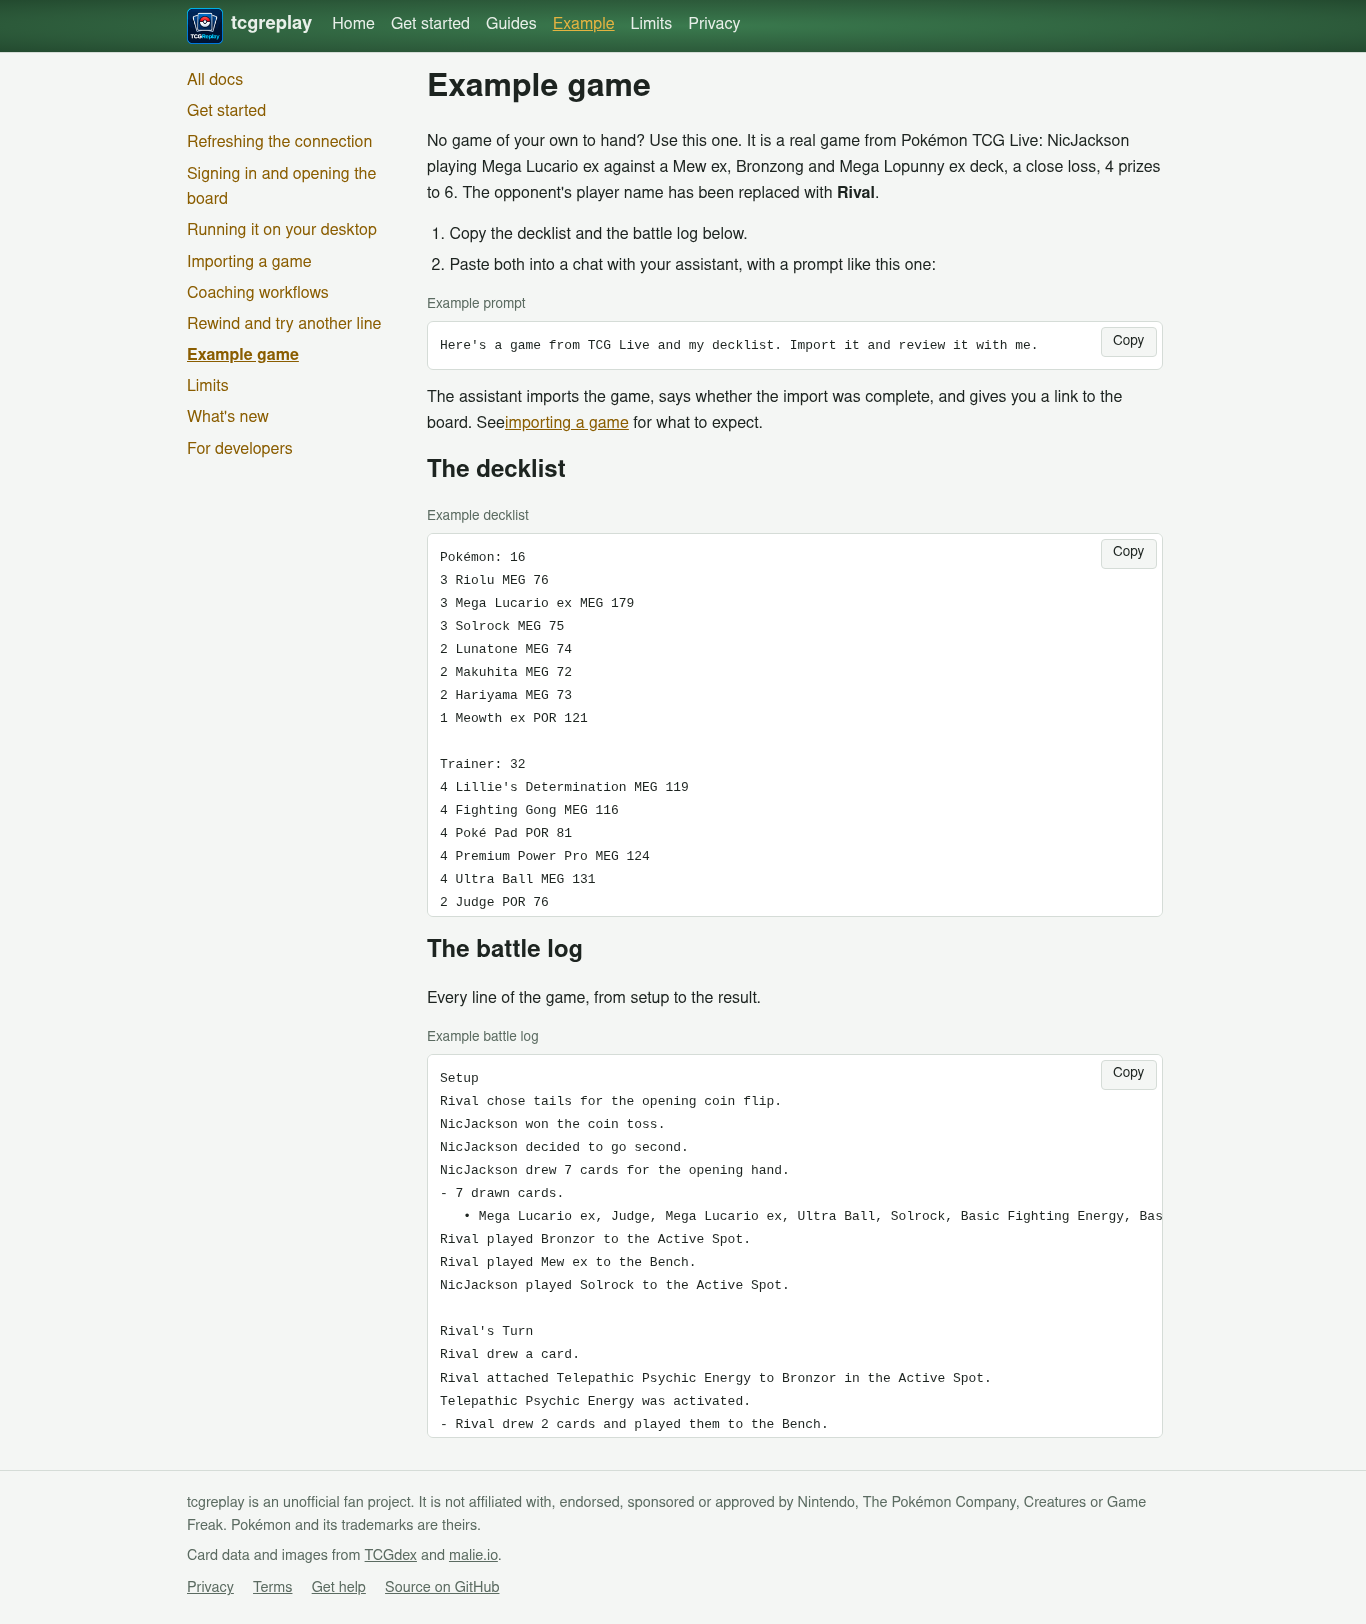 TCGReplay
tcgreplay Home Get started Guides Example Limits Privacy
All docs
Get started
Refreshing the connection
Signing in and opening the
board
Running it on your desktop
Importing a game
Coaching workflows
Rewind and try another line
Example game
Limits
What's new
For developers
Example game
No game of your own to hand? Use this one. It is a real game from Pokémon TCG Live: NicJackson
playing Mega Lucario ex against a Mew ex, Bronzong and Mega Lopunny ex deck, a close loss, 4 prizes
to 6. The opponent's player name has been replaced with Rival.
1. Copy the decklist and the battle log below.
2. Paste both into a chat with your assistant, with a prompt like this one:
Example prompt
Here's a game from TCG Live and my decklist. Import it and review it with me.
Copy
The assistant imports the game, says whether the import was complete, and gives you a link to the
board. Seeimporting a game for what to expect.
The decklist
Example decklist
Copy
Pokémon: 16
3 Riolu MEG 76
3 Mega Lucario ex MEG 179
3 Solrock MEG 75
2 Lunatone MEG 74
2 Makuhita MEG 72
2 Hariyama MEG 73
1 Meowth ex POR 121
Trainer: 32
4 Lillie's Determination MEG 119
4 Fighting Gong MEG 116
4 Poké Pad POR 81
4 Premium Power Pro MEG 124
4 Ultra Ball MEG 131
2 Judge POR 76
The battle log
Every line of the game, from setup to the result.
Example battle log
Copy
Setup
Rival chose tails for the opening coin flip.
NicJackson won the coin toss.
NicJackson decided to go second.
NicJackson drew 7 cards for the opening hand.
- 7 drawn cards.
• Mega Lucario ex, Judge, Mega Lucario ex, Ultra Ball, Solrock, Basic Fighting Energy, Bas
Rival played Bronzor to the Active Spot.
Rival played Mew ex to the Bench.
NicJackson played Solrock to the Active Spot.
Rival's Turn
Rival drew a card.
Rival attached Telepathic Psychic Energy to Bronzor in the Active Spot.
Telepathic Psychic Energy was activated.
- Rival drew 2 cards and played them to the Bench.
tcgreplay is an unofficial fan project. It is not affiliated with, endorsed, sponsored or approved by Nintendo, The Pokémon Company, Creatures or Game
Freak. Pokémon and its trademarks are theirs.
Card data and images from TCGdex and malie.io.
Privacy Terms Get help Source on GitHub